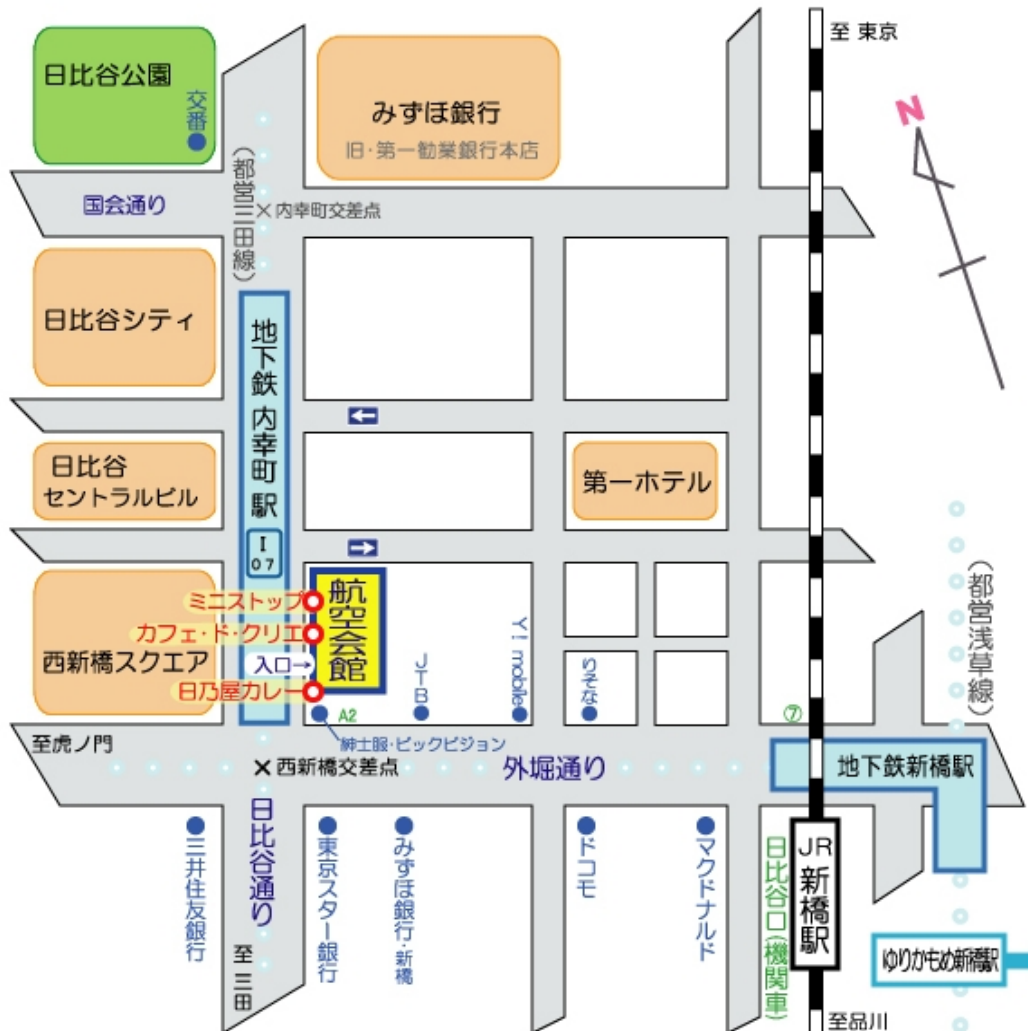 至 東京
日比谷公園
交番
みずほ銀行
旧・第一勧業銀行本店
N
国会通り
(都営三田線)
×内幸町交差点
日比谷シティ
地下鉄 内幸町 駅
I
07
←
日比谷
セントラルビル
第一ホテル
→
航空会館
ミニストップ
カフェ・ド・クリエ
入口→
日乃屋カレー
西新橋スクエア
JTB
Y! mobile
りそな
(都営浅草線)
A2
紳士服・ビックビジョン
⑦
至虎ノ門
×西新橋交差点
外堀通り
地下鉄新橋駅
日比谷通り
三井住友銀行
東京スター銀行
みずほ銀行・新橋
ドコモ
マクドナルド
日比谷口(機関車)
JR新橋駅
ゆりかもめ新橋駅
至 三田
至品川